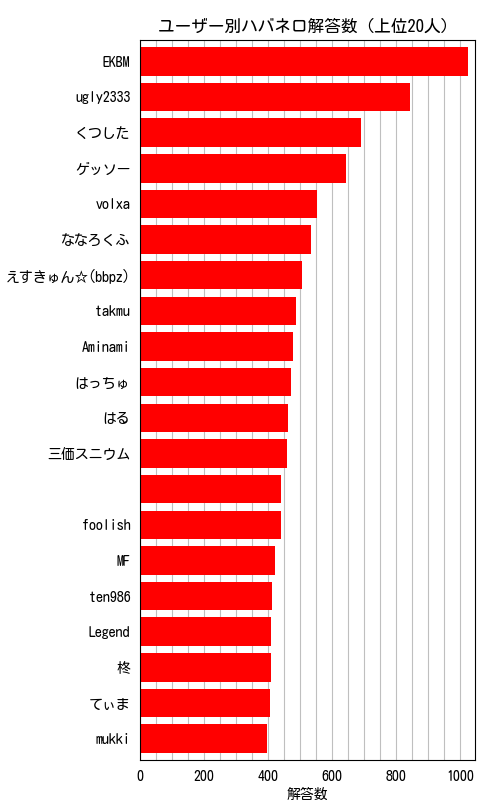 ユーザー別ハバネロ解答数 (上位20人)
EKBM
ugly2333
くつした
ゲッソー
volxa
ななろくふ
えすきゅん☆(bbpz)
takmu
Aminami
はっちゅ
はる
三価スニウム
foolish
MF
ten986
Legend
柊
てぃま
mukki
0 200 400 600 800 1000
解答数